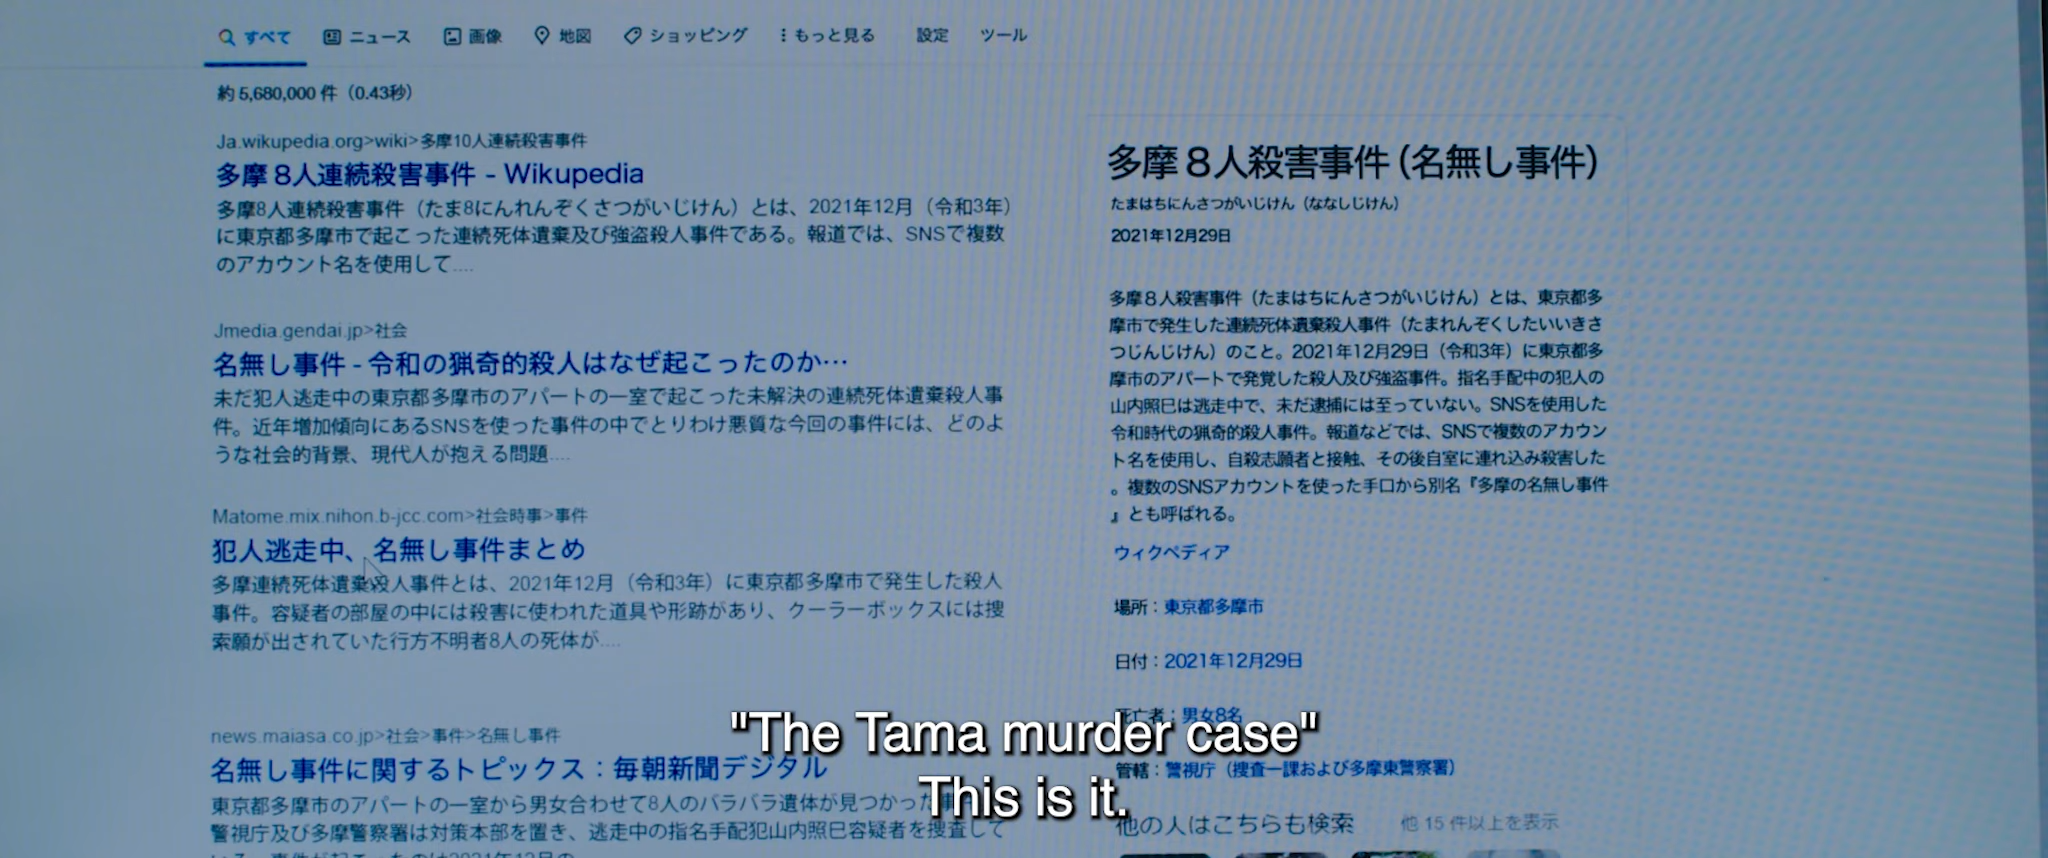 すべて ニュース 画像 地図 ショッピング もっと見る 設定 ツール
約 5,680,000 件（0.43秒）
Ja.wikupedia.org>wiki>多摩10人連続殺害事件
多摩８人連続殺害事件 - Wikupedia
多摩8人連続殺害事件（たま8にんれんぞくさつがいじけん）とは、2021年12月（令和3年）
に東京都多摩市で起こった連続死体遺棄及び強盗殺人事件である。報道では、SNSで複数
のアカウント名を使用して....
Jmedia.gendai.jp>社会
名無し事件 - 令和の猟奇的殺人はなぜ起こったのか…
未だ犯人逃走中の東京都多摩市のアパートの一室で起こった未解決の連続死体遺棄殺人事
件。近年増加傾向にあるSNSを使った事件の中でとりわけ悪質な今回の事件には、どのよ
うな社会的背景、現代人が抱える問題....
Matome.mix.nihon.b-jcc.com>社会時事>事件
犯人逃走中、名無し事件まとめ
多摩連続死体遺棄殺人事件とは、2021年12月（令和3年）に東京都多摩市で発生した殺人
事件。容疑者の部屋の中には殺害に使われた道具や形跡があり、クーラーボックスには捜
索願が出されていた行方不明者8人の死体が....
news.maiasa.co.jp>社会>事件>名無し事件
名無し事件に関するトピックス：毎朝新聞デジタル
東京都多摩市のアパートの一室から男女合わせて8人のバラバラ遺体が見つかった事
警視庁及び多摩警察署は対策本部を置き、逃走中の指名手配犯山内照巳容疑者を捜査して
多摩８人殺害事件 (名無し事件)
たまはちにんさつがいじけん（ななしじけん）
2021年12月29日
多摩８人殺害事件（たまはちにんさつがいじけん）とは、東京都多
摩市で発生した連続死体遺棄殺人事件（たまれんぞくしたいいきさ
つじんじけん）のこと。2021年12月29日（令和3年）に東京都多
摩市のアパートで発覚した殺人及び強盗事件。指名手配中の犯人の
山内照巳は逃走中で、未だ逮捕には至っていない。SNSを使用した
令和時代の猟奇的殺人事件。報道などでは、SNSで複数のアカウン
ト名を使用し、自殺志願者と接触、その後自室に連れ込み殺害した
。複数のSNSアカウントを使った手口から別名『多摩の名無し事件
』とも呼ばれる。
ウィクペディア
場所：東京都多摩市
日付：2021年12月29日
死亡者：男女8名
管轄：警視庁（捜査一課および多摩東警察署）
他の人はこちらも検索 他 15 件以上を表示
"The Tama murder case"
This is it.